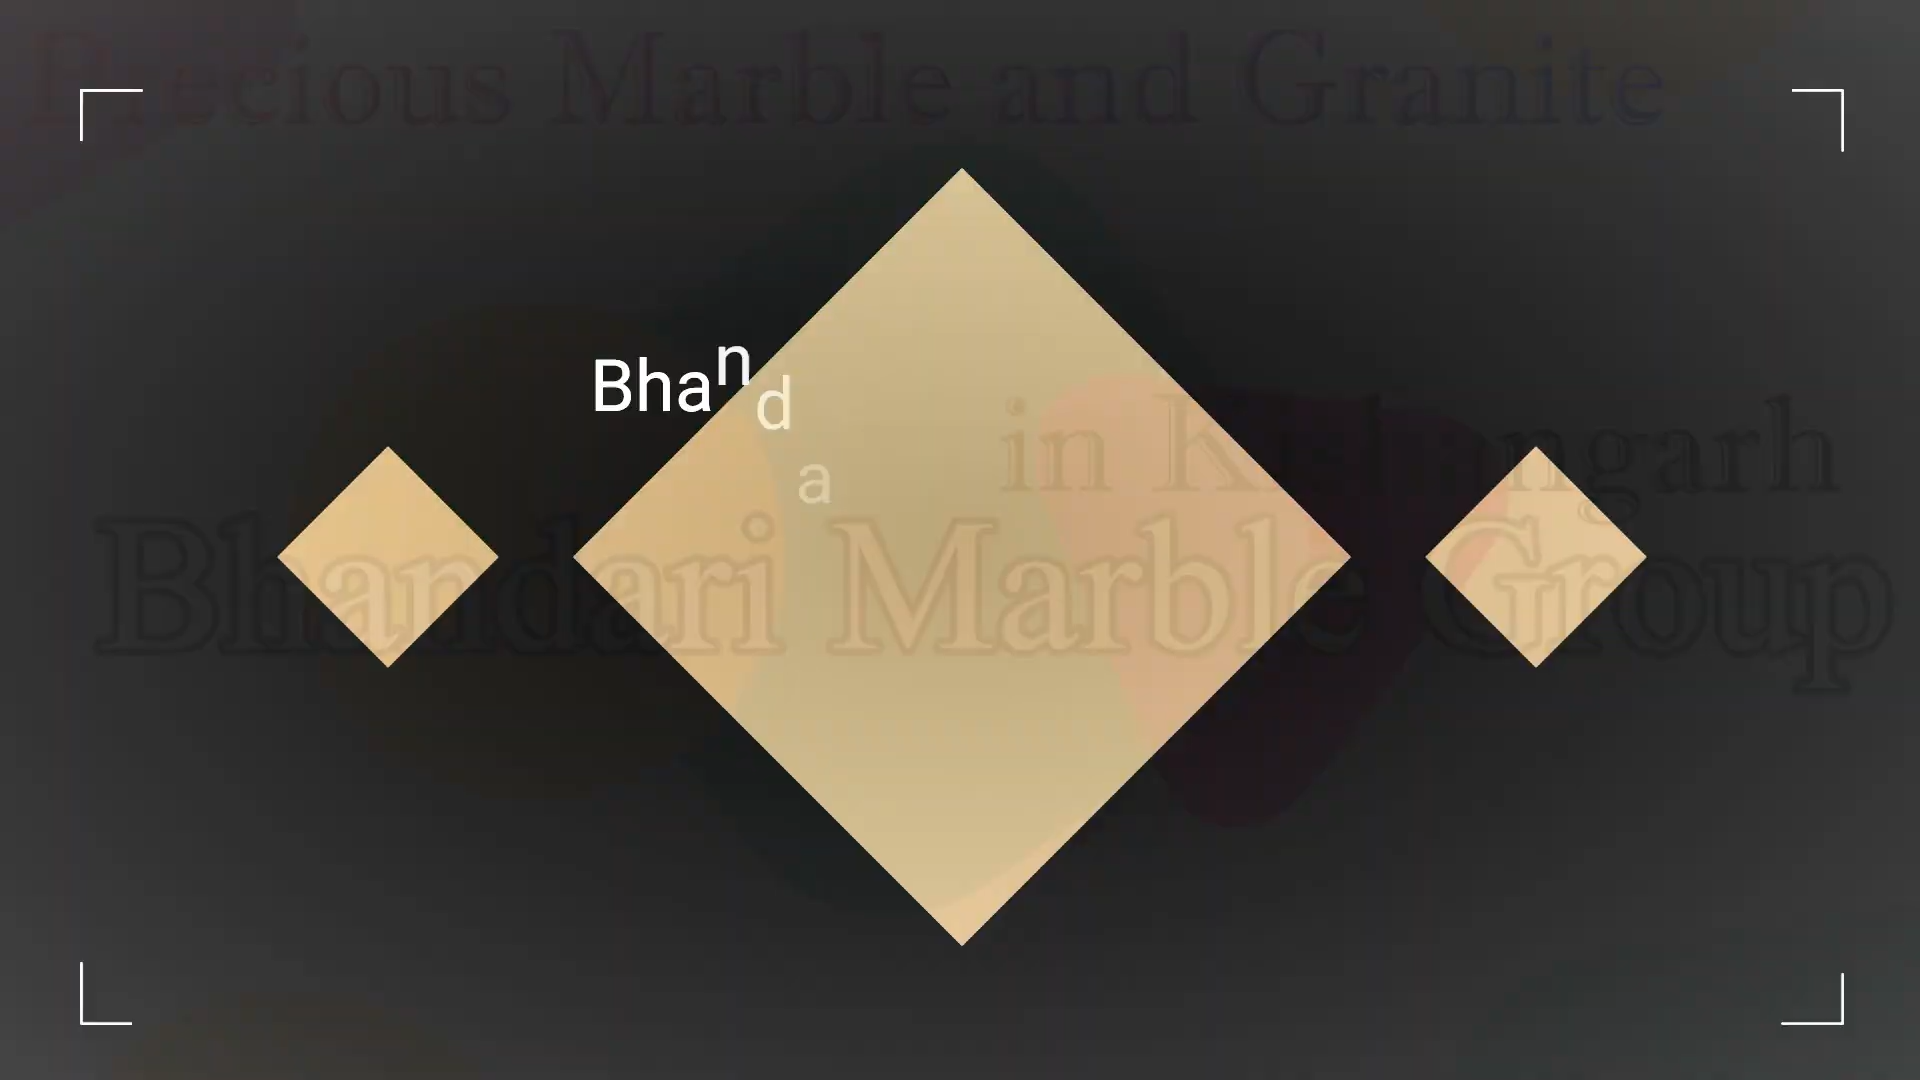 Precious Marble and Granite
Bhanda
in Kishangarh
Bhandari Marble Group